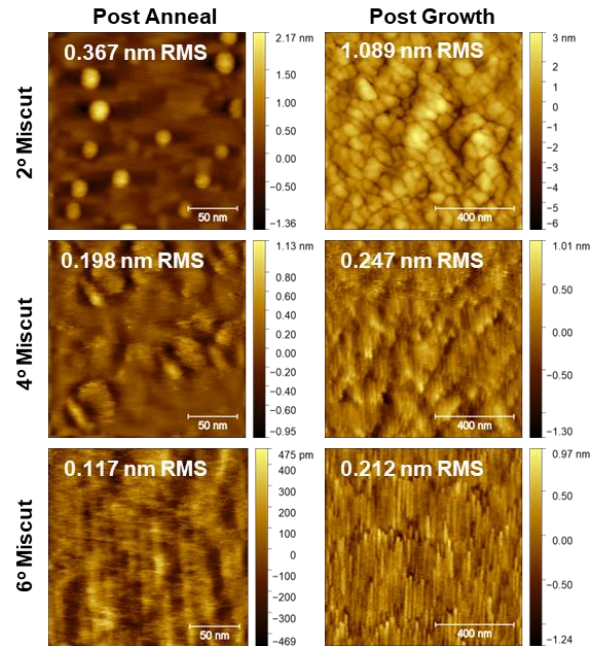 Post Anneal
Post Growth
2º Miscut
0.367 nm RMS
50 nm
2.17 nm
1.50
1.00
0.50
0.00
−0.50
−1.36
1.089 nm RMS
400 nm
3 nm
2
1
0
−1
−2
−3
−4
−5
−6
4º Miscut
0.198 nm RMS
50 nm
1.13 nm
0.80
0.60
0.40
0.20
0.00
−0.20
−0.40
−0.60
−0.95
0.247 nm RMS
400 nm
1.01 nm
0.50
0.00
−0.50
−1.30
6º Miscut
0.117 nm RMS
50 nm
475 pm
300
200
100
0
−100
−200
−300
−469
0.212 nm RMS
400 nm
0.97 nm
0.50
0.00
−0.50
−1.24